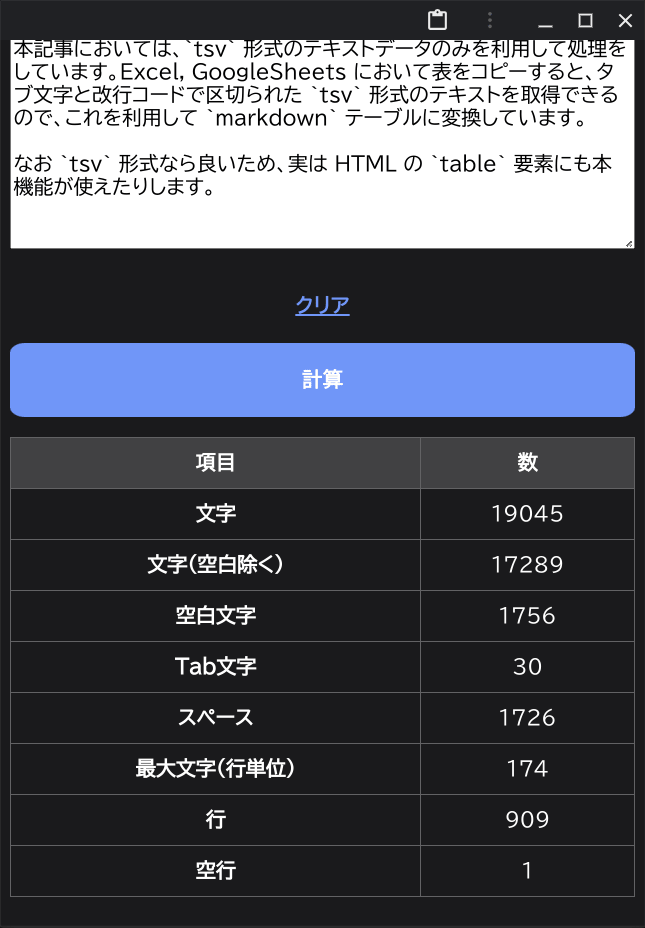 本記事においては、`tsv` 形式のテキストデータのみを利用して処理を
しています。Excel, GoogleSheets において表をコピーすると、タ
ブ文字と改行コードで区切られた `tsv` 形式のテキストを取得できる
ので、これを利用して `markdown` テーブルに変換しています。
なお `tsv` 形式なら良いため、実は HTML の `table` 要素にも本
機能が使えたりします。
クリア
計算
項目 数
文字 19045
文字(空白除く) 17289
空白文字 1756
Tab文字 30
スペース 1726
最大文字(行単位) 174
行 909
空行 1